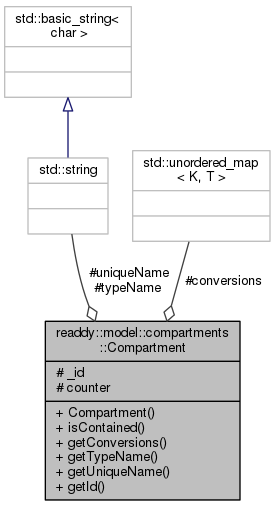 std::basic_string<
char >
std::string
std::unordered_map
< K, T >
#uniqueName
#typeName
#conversions
readdy::model::compartments
::Compartment
# _id
# counter
+ Compartment()
+ isContained()
+ getConversions()
+ getTypeName()
+ getUniqueName()
+ getId()